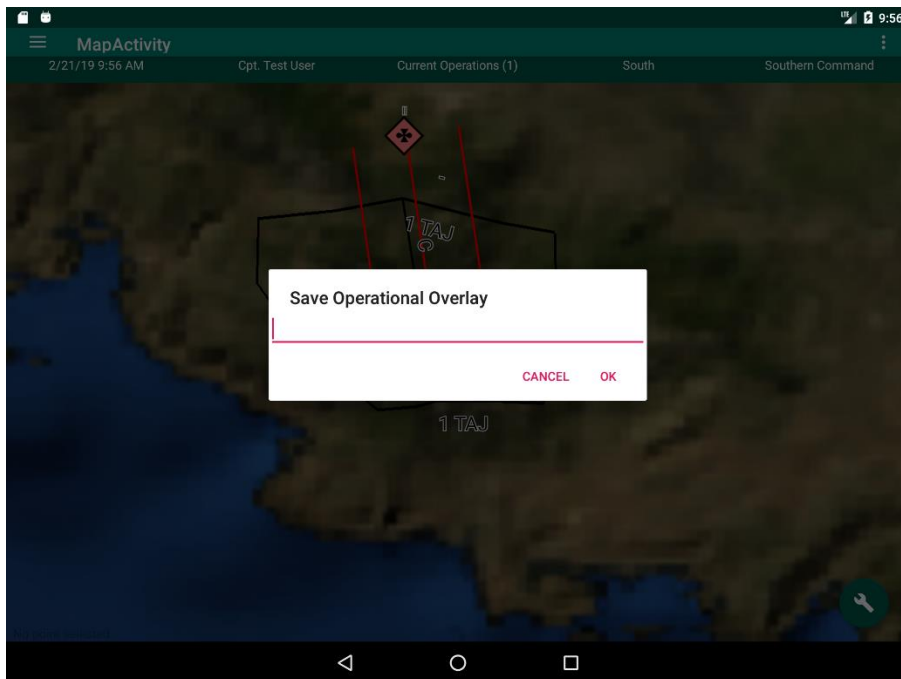 LTE 9:56
MapActivity
2/21/19 9:56 AM Cpt. Test User Current Operations (1) South Southern Command
1 TAJ
C
Save Operational Overlay
CANCEL OK
1 TAJ